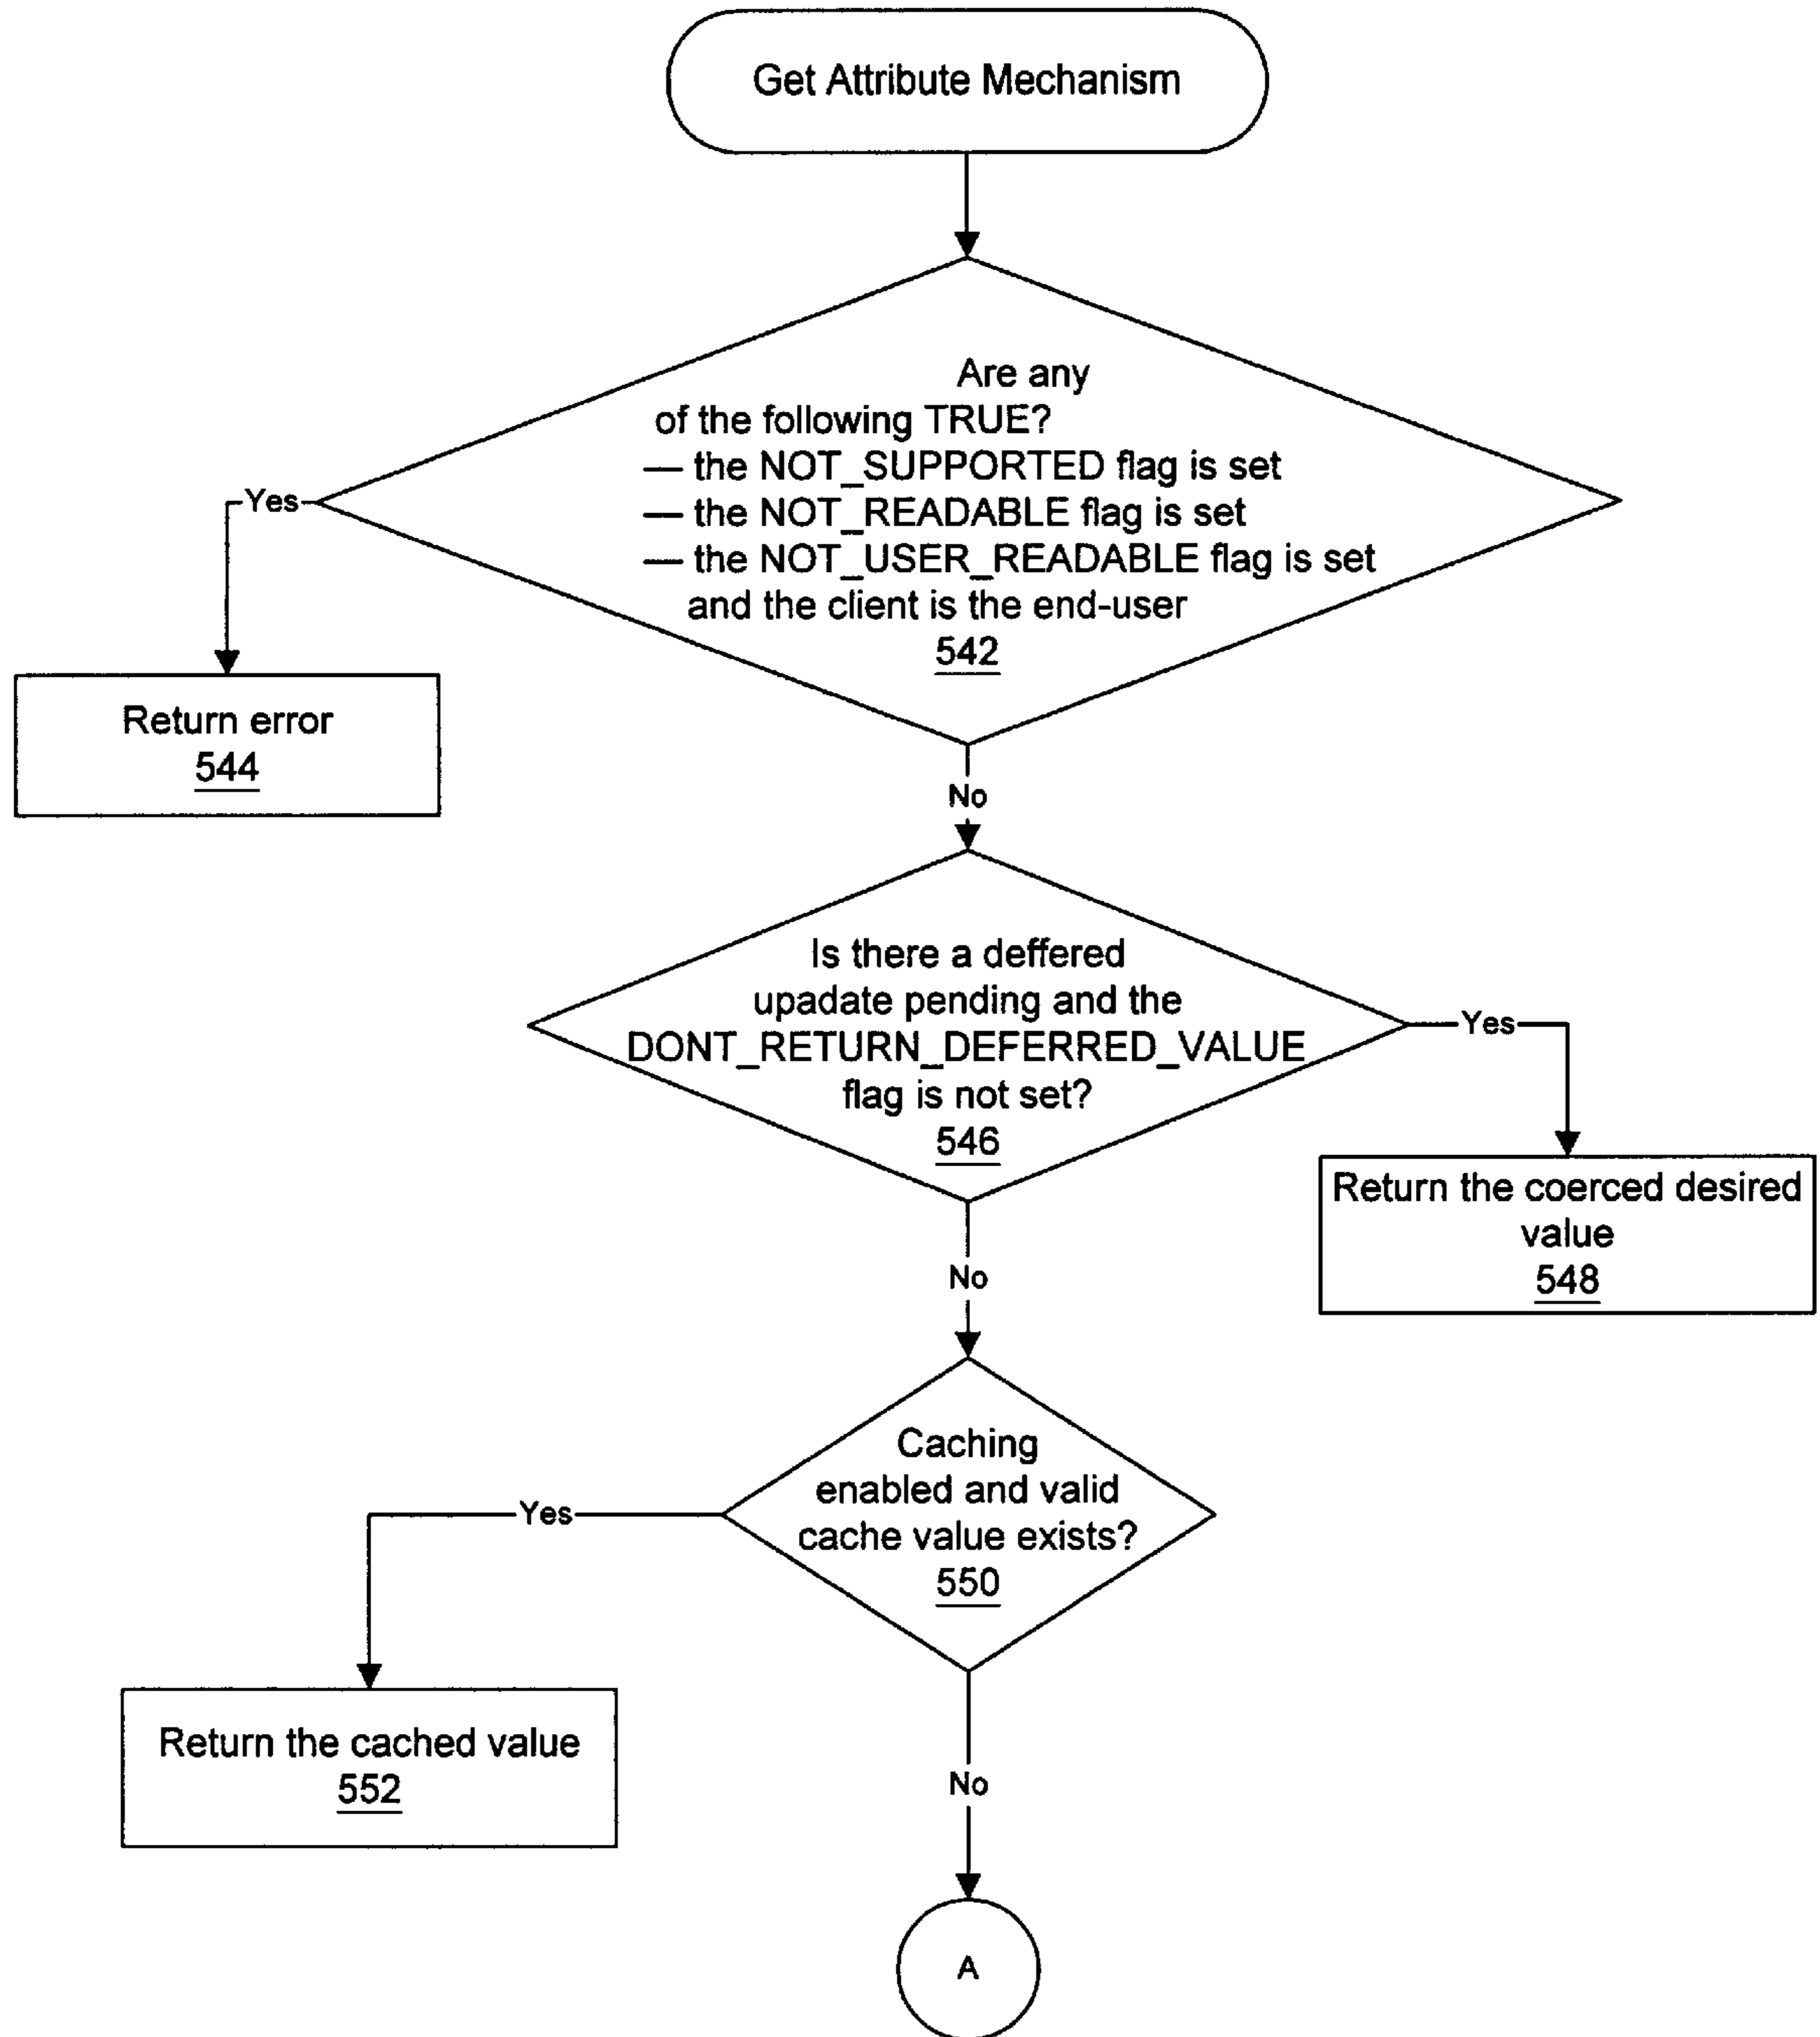 Get Attribute Mechanism
Are any
of the following TRUE?
— the NOT_SUPPORTED flag is set
— the NOT_READABLE flag is set
— the NOT_USER_READABLE flag is set
and the client is the end-user
542
Yes
Return error
544
No
Is there a deffered
upadate pending and the
DONT_RETURN_DEFERRED_VALUE
flag is not set?
546
Yes
Return the coerced desired
value
548
No
Caching
enabled and valid
cache value exists?
550
Yes
Return the cached value
552
No
A